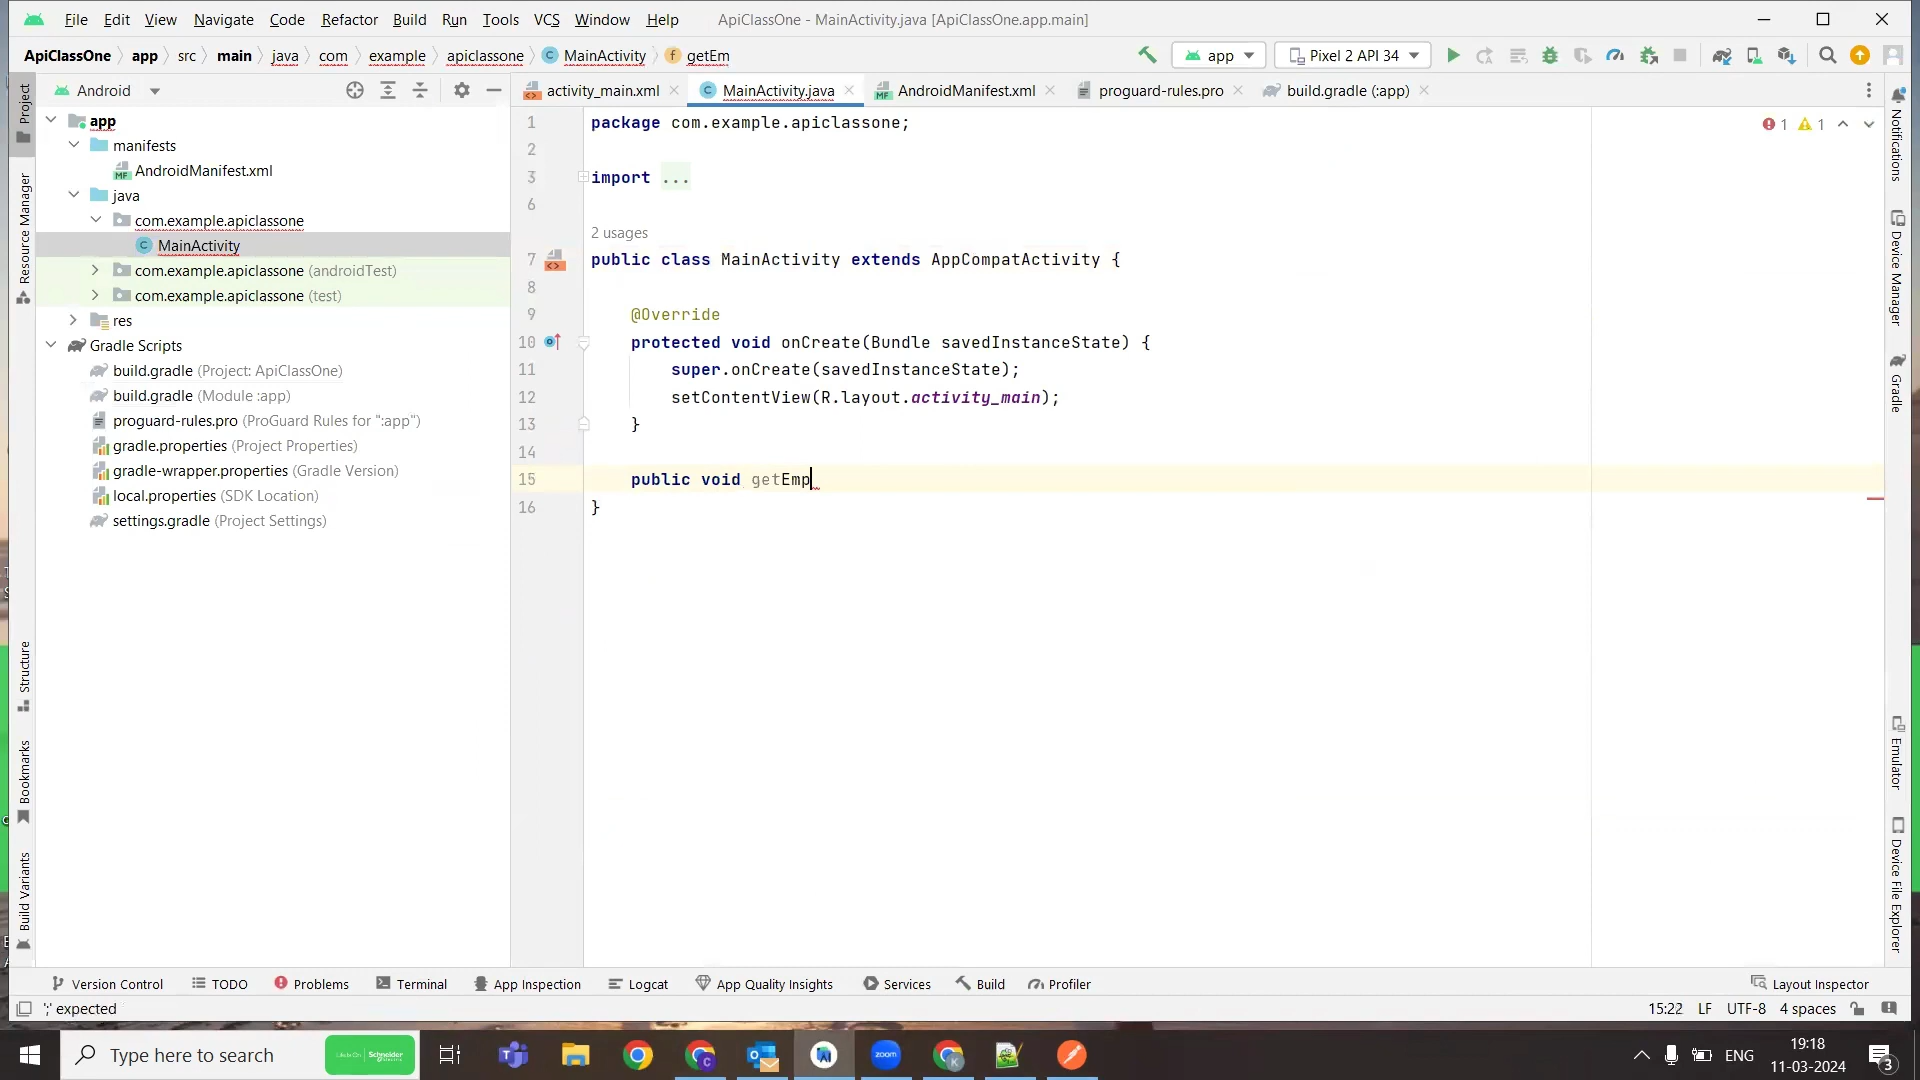 File Edit View Navigate Code Refactor Build Run Tools VCS Window Help ApiClassOne - MainActivity.java [ApiClassOne.app.main]
ApiClassOne app src main java com example apiclassone MainActivity getEm app Pixel 2 API 34
Android
activity_main.xml MainActivity.java AndroidManifest.xml proguard-rules.pro build.gradle (:app)
app
manifests
AndroidManifest.xml
java
com.example.apiclassone
MainActivity
com.example.apiclassone (androidTest)
com.example.apiclassone (test)
res
Gradle Scripts
build.gradle (Project: ApiClassOne)
build.gradle (Module :app)
proguard-rules.pro (ProGuard Rules for ":app")
gradle.properties (Project Properties)
gradle-wrapper.properties (Gradle Version)
local.properties (SDK Location)
settings.gradle (Project Settings)
1 package com.example.apiclassone;
2
3 import ...
6
2 usages
7 public class MainActivity extends AppCompatActivity {
8
9 @Override
10 protected void onCreate(Bundle savedInstanceState) {
11 super.onCreate(savedInstanceState);
12 setContentView(R.layout.activity_main);
13 }
14
15 public void getEmp
16 }
1 1
Project
Resource Manager
Structure
Bookmarks
Build Variants
Notifications
Device Manager
Gradle
Emulator
Device File Explorer
Version Control TODO Problems Terminal App Inspection Logcat App Quality Insights Services Build Profiler Layout Inspector
';' expected 15:22 LF UTF-8 4 spaces
Type here to search
Life Is On Schneider Electric
zoom
ENG
19:18
11-03-2024
3